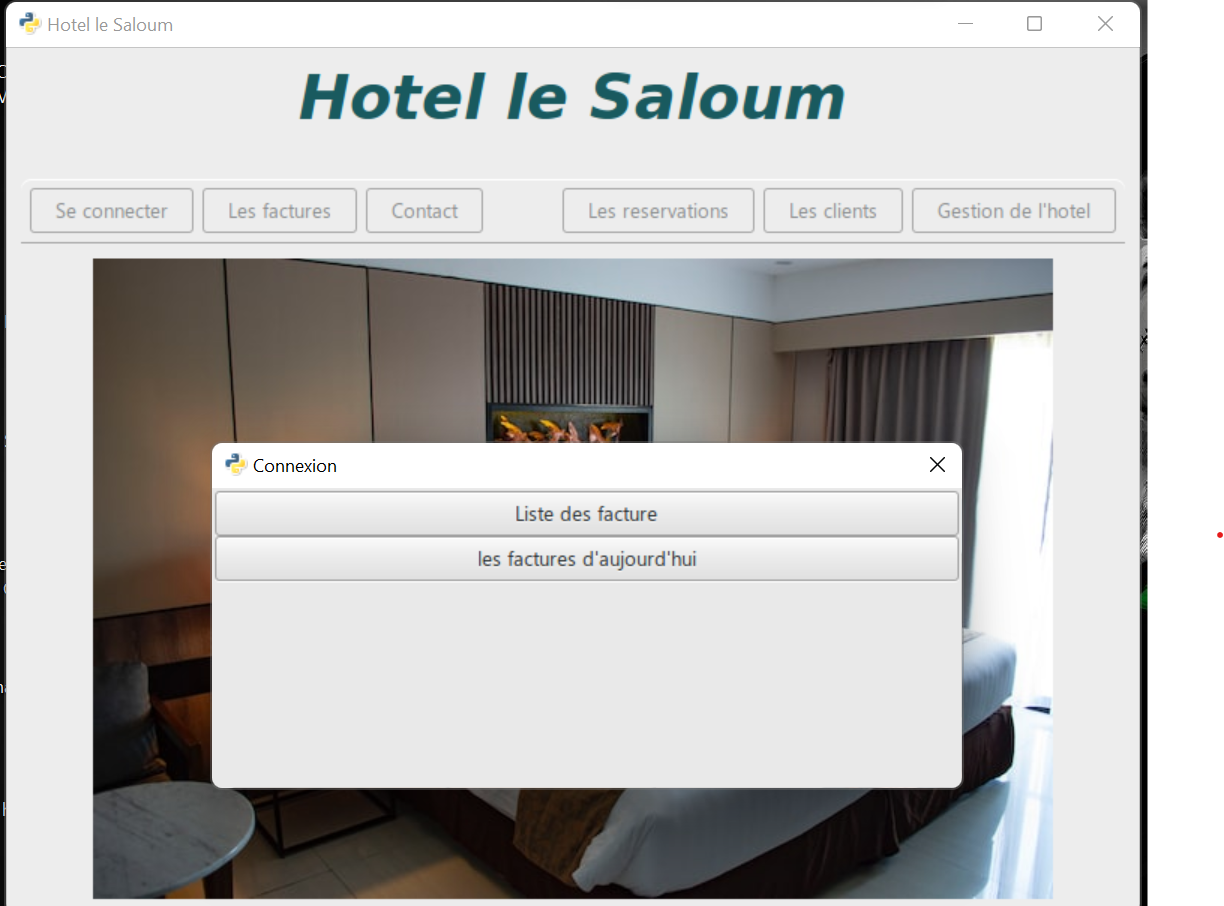 Hotel le Saloum
Hotel le Saloum
Se connecter Les factures Contact Les reservations Les clients Gestion de l'hotel
Connexion
Liste des facture
les factures d'aujourd'hui